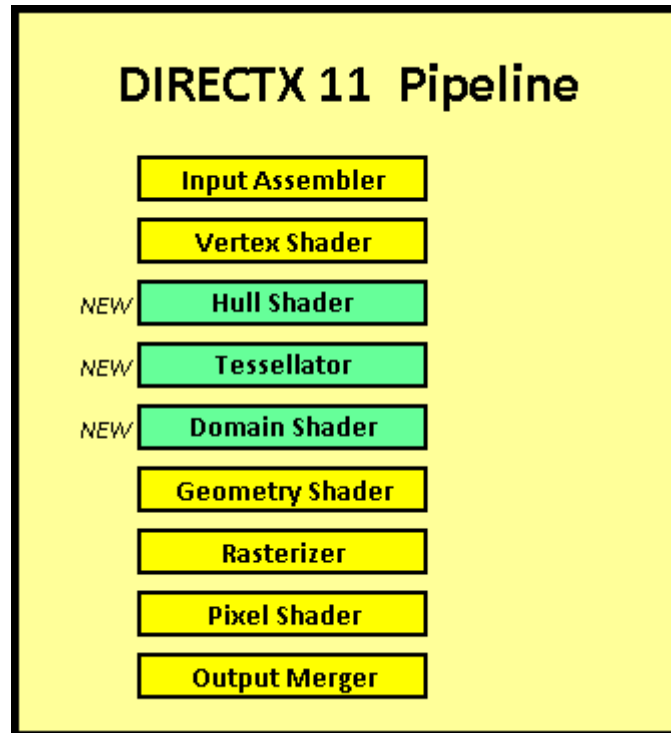 DIRECTX 11 Pipeline
Input Assembler
Vertex Shader
NEW Hull Shader
NEW Tessellator
NEW Domain Shader
Geometry Shader
Rasterizer
Pixel Shader
Output Merger